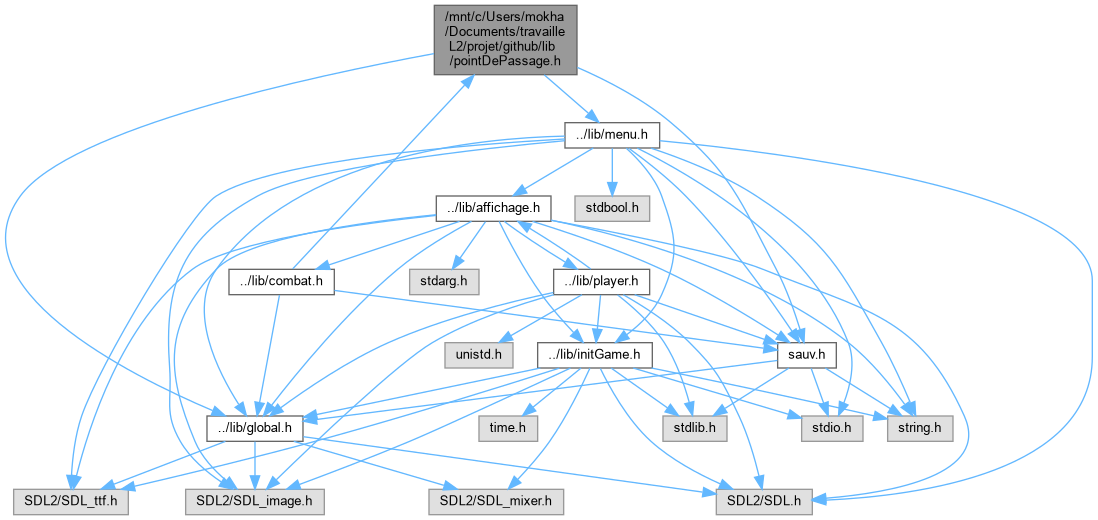 /mnt/c/Users/mokha
/Documents/travaille
L2/projet/github/lib
/pointDePassage.h
../lib/menu.h
../lib/affichage.h
stdbool.h
../lib/combat.h
stdarg.h
../lib/player.h
unistd.h
../lib/initGame.h
sauv.h
../lib/global.h
time.h
stdlib.h
stdio.h
string.h
SDL2/SDL_ttf.h
SDL2/SDL_image.h
SDL2/SDL_mixer.h
SDL2/SDL.h